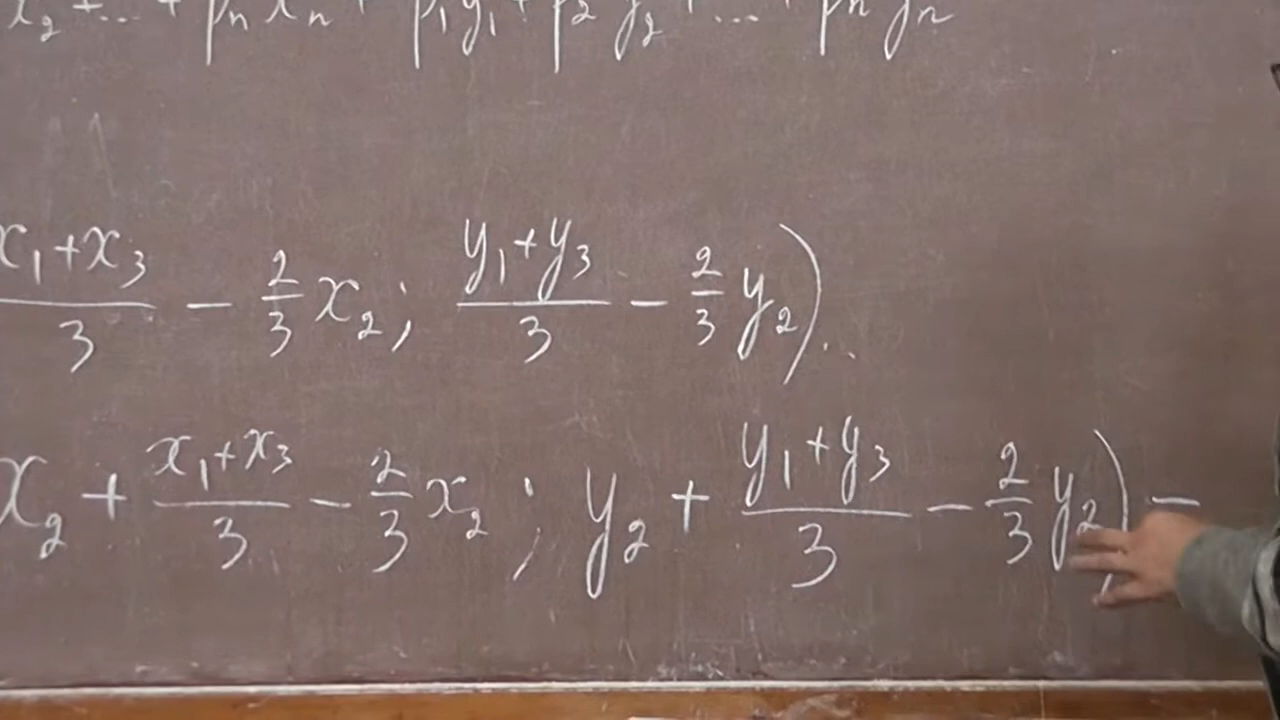 x₂ + ... + pₙxₙ + p₁y₁ + p₂y₂ + ... + pₙyₙ
(x₁+x₃)/3 − 2/3 x₂; (y₁+y₃)/3 − 2/3 y₂)
x₂ + (x₁+x₃)/3 − 2/3 x₂; y₂ + (y₁+y₃)/3 − 2/3 y₂) −